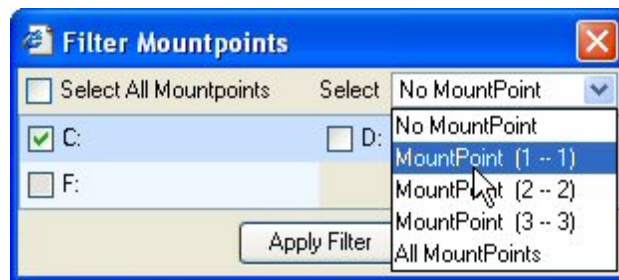 Filter Mountpoints
Select All Mountpoints Select No MountPoint
C: D: No MountPoint
MountPoint (1 -- 1)
F: MountPoint (2 -- 2)
MountPoint (3 -- 3)
Apply Filter All MountPoints